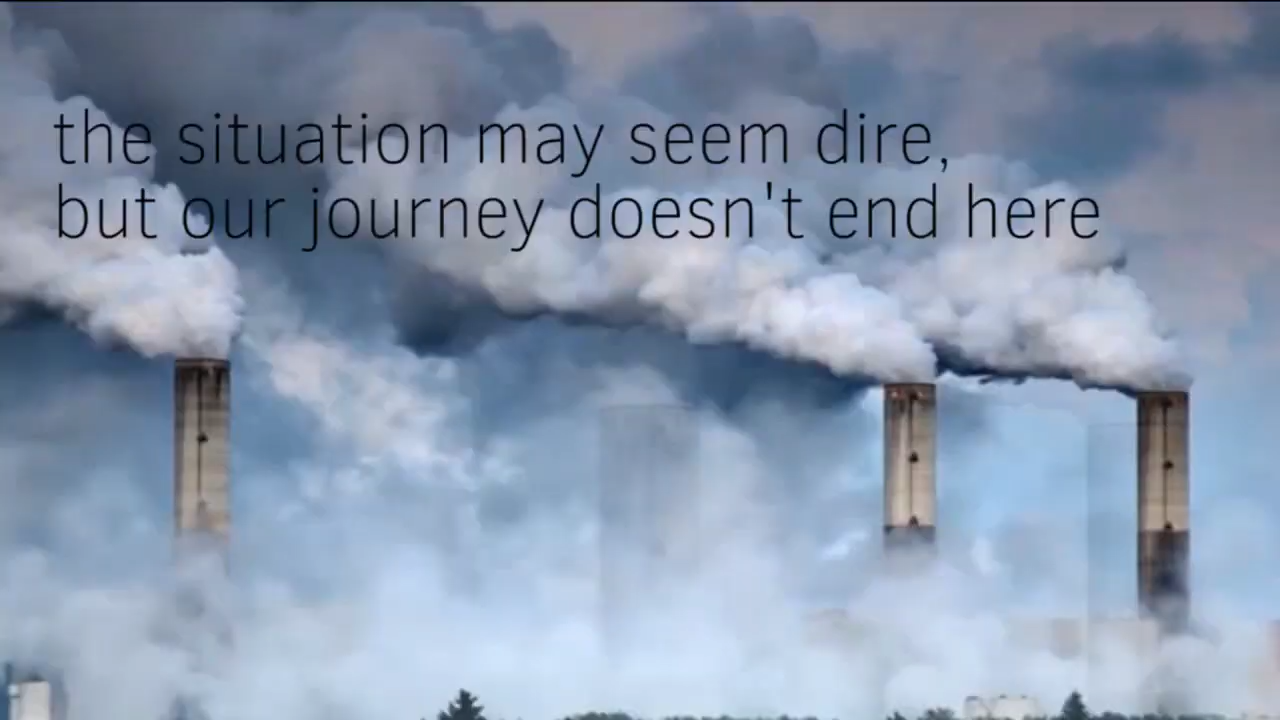 the situation may seem dire,
but our journey doesn't end here